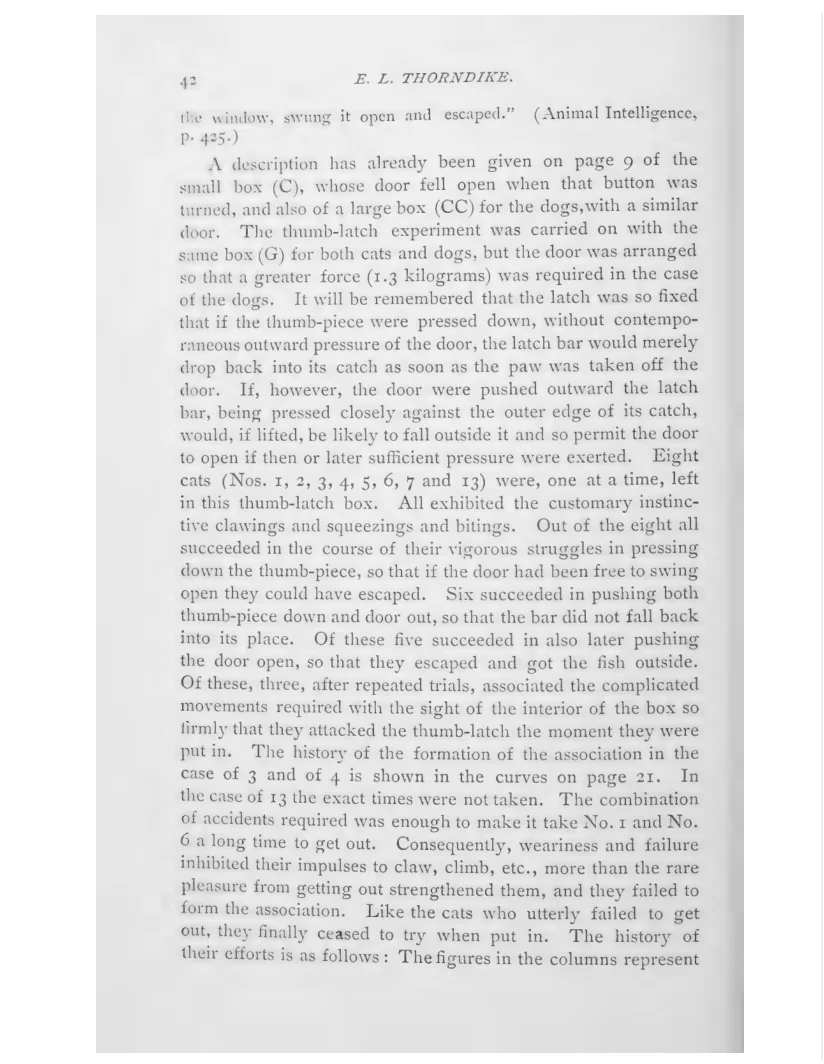 42 E. L. THORNDIKE.
the window, swung it open and escaped.” (Animal Intelligence,
p. 425.)
A description has already been given on page 9 of the
small box (C), whose door fell open when that button was
turned, and also of a large box (CC) for the dogs,with a similar
door. The thumb-latch experiment was carried on with the
same box (G) for both cats and dogs, but the door was arranged
so that a greater force (1.3 kilograms) was required in the case
of the dogs. It will be remembered that the latch was so fixed
that if the thumb-piece were pressed down, without contempo-
raneous outward pressure of the door, the latch bar would merely
drop back into its catch as soon as the paw was taken off the
door. If, however, the door were pushed outward the latch
bar, being pressed closely against the outer edge of its catch,
would, if lifted, be likely to fall outside it and so permit the door
to open if then or later sufficient pressure were exerted. Eight
cats (Nos. 1, 2, 3, 4, 5, 6, 7 and 13) were, one at a time, left
in this thumb-latch box. All exhibited the customary instinc-
tive clawings and squeezings and bitings. Out of the eight all
succeeded in the course of their vigorous struggles in pressing
down the thumb-piece, so that if the door had been free to swing
open they could have escaped. Six succeeded in pushing both
thumb-piece down and door out, so that the bar did not fall back
into its place. Of these five succeeded in also later pushing
the door open, so that they escaped and got the fish outside.
Of these, three, after repeated trials, associated the complicated
movements required with the sight of the interior of the box so
firmly that they attacked the thumb-latch the moment they were
put in. The history of the formation of the association in the
case of 3 and of 4 is shown in the curves on page 21. In
the case of 13 the exact times were not taken. The combination
of accidents required was enough to make it take No. 1 and No.
6 a long time to get out. Consequently, weariness and failure
inhibited their impulses to claw, climb, etc., more than the rare
pleasure from getting out strengthened them, and they failed to
form the association. Like the cats who utterly failed to get
out, they finally ceased to try when put in. The history of
their efforts is as follows : The figures in the columns represent